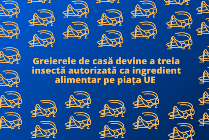 Greierele de casă devine a treia
insectă autorizată ca ingredient
alimentar pe piața UE